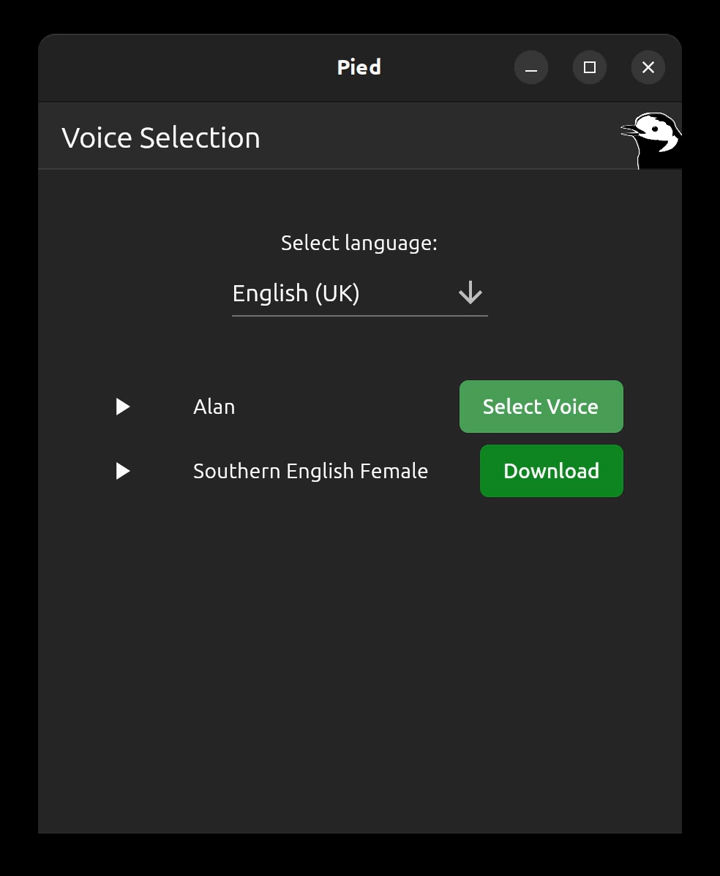 Pied
Voice Selection
Select language:
English (UK)
Alan
Select Voice
Southern English Female
Download